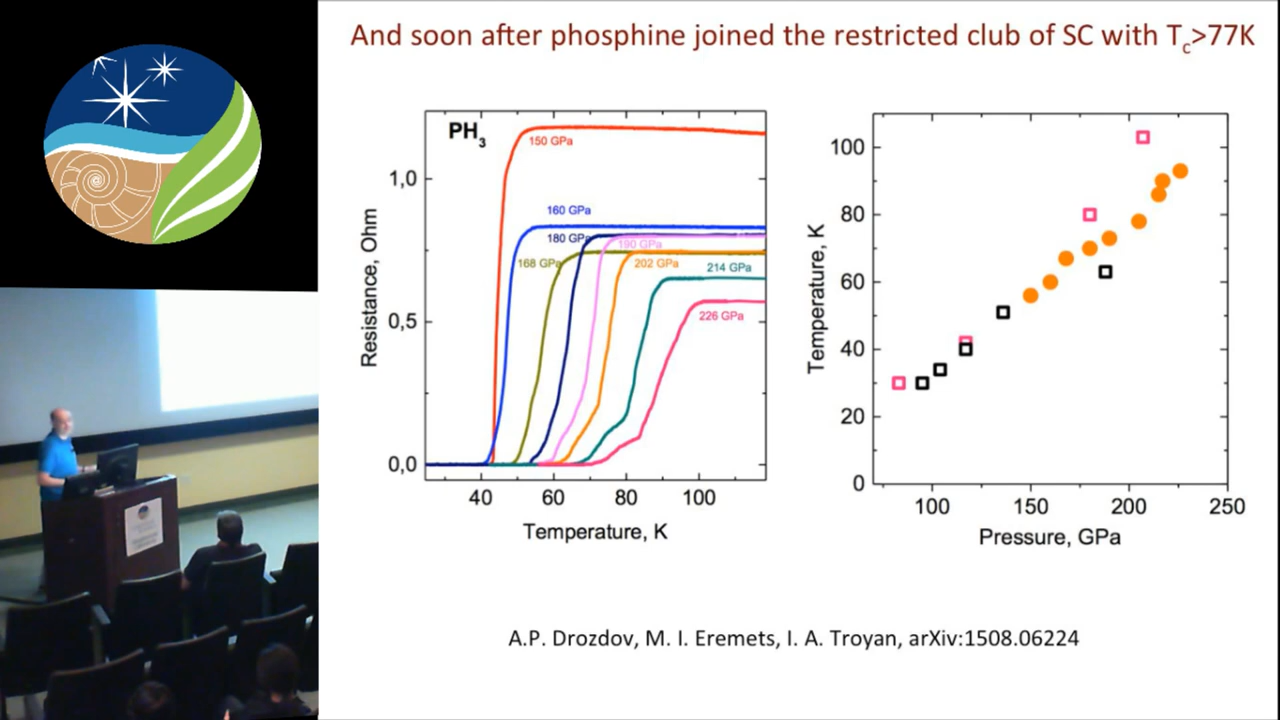 And soon after phosphine joined the restricted club of SC with Tc>77K
PH3
150 GPa
160 GPa
180 GPa
190 GPa
168 GPa
202 GPa
214 GPa
226 GPa
1,0
0,5
0,0
Resistance, Ohm
40 60 80 100
Temperature, K
100
80
60
40
20
0
Temperature, K
100 150 200 250
Pressure, GPa
A.P. Drozdov, M. I. Eremets, I. A. Troyan, arXiv:1508.06224